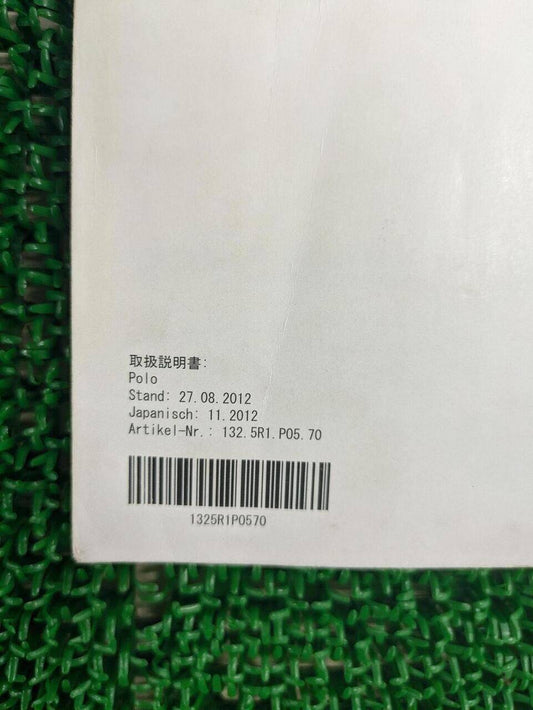 取扱説明書:
Polo
Stand: 27.08.2012
Japanisch: 11.2012
Artikel-Nr.: 132.5R1.P05.70
1325R1P0570